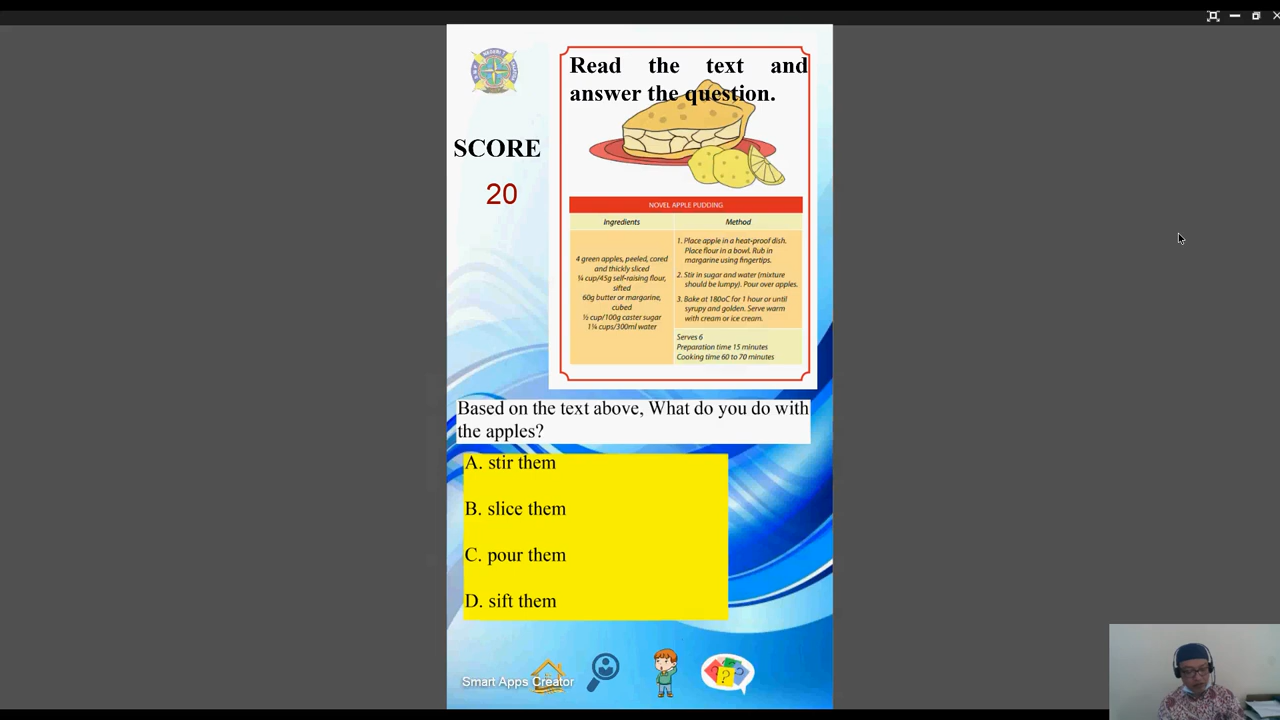 Read the text and
answer the question.
SCORE
20
NOVEL APPLE PUDDING
Ingredients
Method
4 green apples, peeled, cored
and thickly sliced
¼ cup/45g self-raising flour,
sifted
60g butter or margarine,
cubed
½ cup/100g caster sugar
1¼ cups/300ml water
1. Place apple in a heat-proof dish.
Place flour in a bowl. Rub in
margarine using fingertips.
2. Stir in sugar and water (mixture
should be lumpy). Pour over apples.
3. Bake at 180oC for 1 hour or until
syrupy and golden. Serve warm
with cream or ice cream.
Serves 6
Preparation time 15 minutes
Cooking time 60 to 70 minutes
Based on the text above, What do you do with
the apples?
A. stir them
B. slice them
C. pour them
D. sift them
Smart Apps Creator